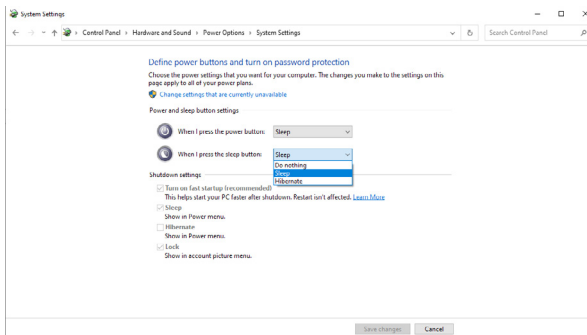 System Settings
Control Panel > Hardware and Sound > Power Options > System Settings
Search Control Panel
Define power buttons and turn on password protection
Choose the power settings that you want for your computer. The changes you make to the settings on this
page apply to all of your power plans.
Change settings that are currently unavailable
Power and sleep button settings
When I press the power button: Sleep
When I press the sleep button: Sleep
Do nothing
Sleep
Hibernate
Shutdown settings
Turn on fast startup (recommended)
This helps start your PC faster after shutdown. Restart isn't affected. Learn More
Sleep
Show in Power menu.
Hibernate
Show in Power menu.
Lock
Show in account picture menu.
Save changes Cancel